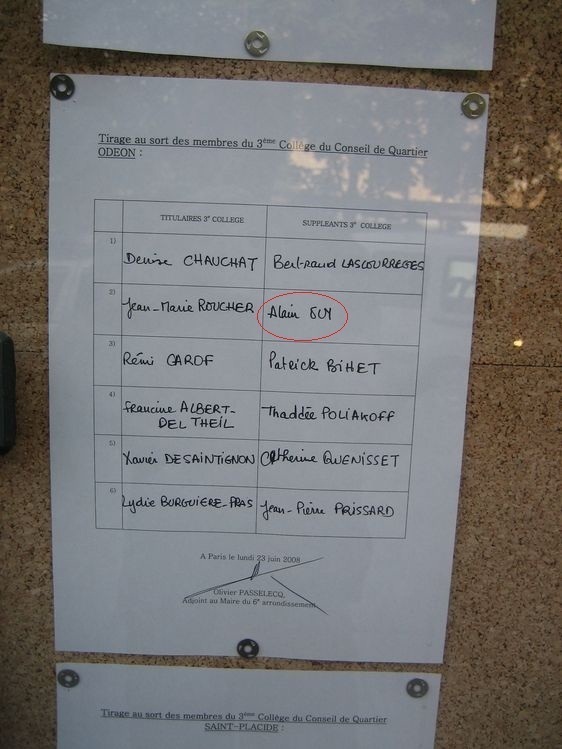 Tirage au sort des membres du 3ème Collège du Conseil de Quartier
ODEON :
TITULAIRES 3e COLLEGE SUPPLEANTS 3e COLLEGE
1) Denise CHAUCHAT Bertrand LASCOURREGES
2) Jean-Marie ROUCHER Alain
3) Rémi CAROF Patrick BIHET
4) Francine ALBERT-
DELTHEIL Thaddée POLIAKOFF
5) Xavier DESAINTIGNON Catherine QUENISSET
6) Lydie BURGUIERE-PRAS Jean-Pierre PRISSARD
A Paris le lundi 23 juin 2008
Olivier PASSELECQ,
Adjoint au Maire du 6e arrondissement
Tirage au sort des membres du 3ème Collège du Conseil de Quartier
SAINT-PLACIDE :